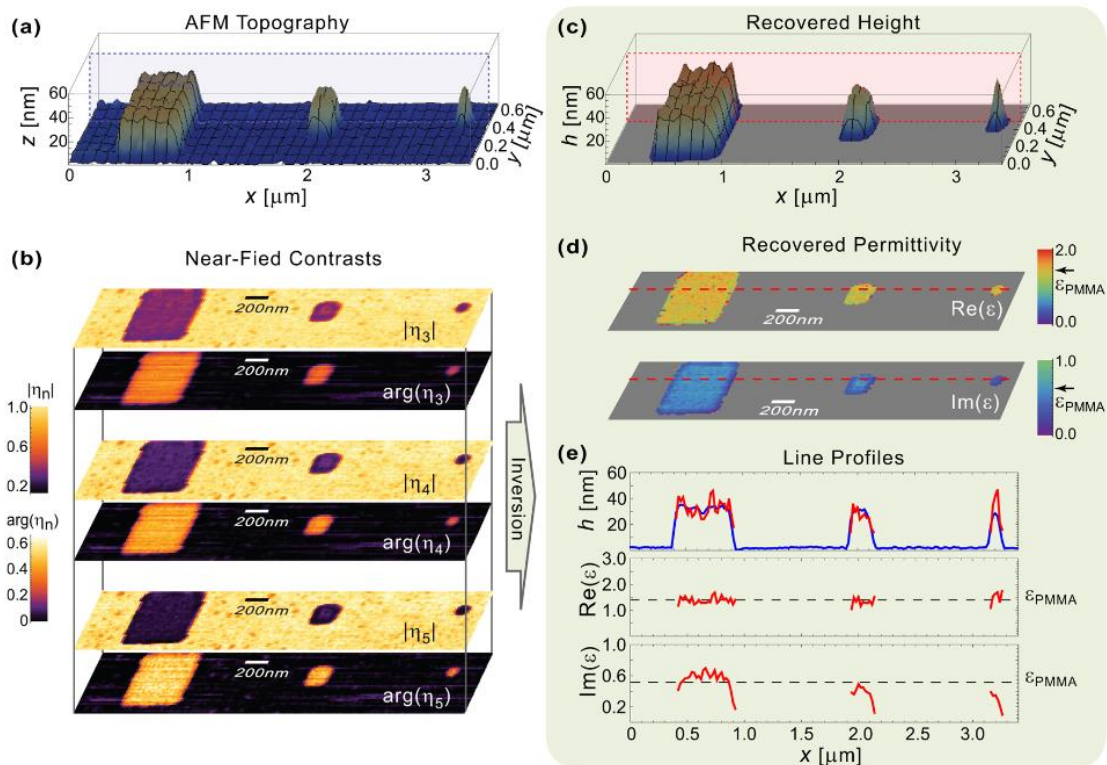 (a)
AFM Topography
z [nm]
60
40
20
0
1
2
3
x [μm]
0.0
0.2
0.4
0.6
y [μm]
(b)
Near-Fied Contrasts
200nm
|η3|
200nm
arg(η3)
200nm
|η4|
200nm
arg(η4)
200nm
|η5|
200nm
arg(η5)
|ηn|
1.0
0.6
0.2
arg(ηn)
0.6
0.4
0.2
0
Inversion
(c)
Recovered Height
h [nm]
60
40
20
0
1
2
3
x [μm]
0.0
0.2
0.4
0.6
y [μm]
(d)
Recovered Permittivity
200nm
Re(ε)
2.0
εPMMA
0.0
200nm
Im(ε)
1.0
εPMMA
0.0
(e)
Line Profiles
h [nm]
60
40
20
Re(ε)
3.0
2.0
1.0
εPMMA
Im(ε)
1.0
0.6
0.2
εPMMA
0.0
0.5
1.0
1.5
2.0
2.5
3.0
x [μm]